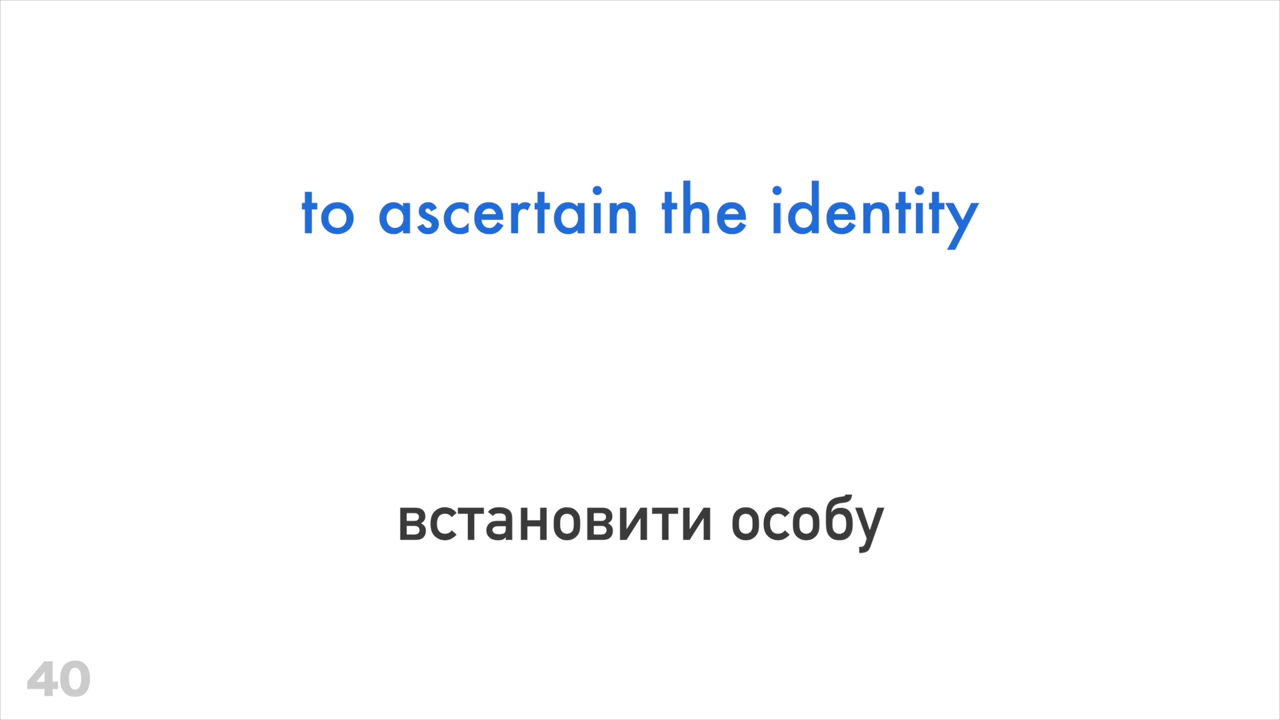 to ascertain the identity
встановити особу
40